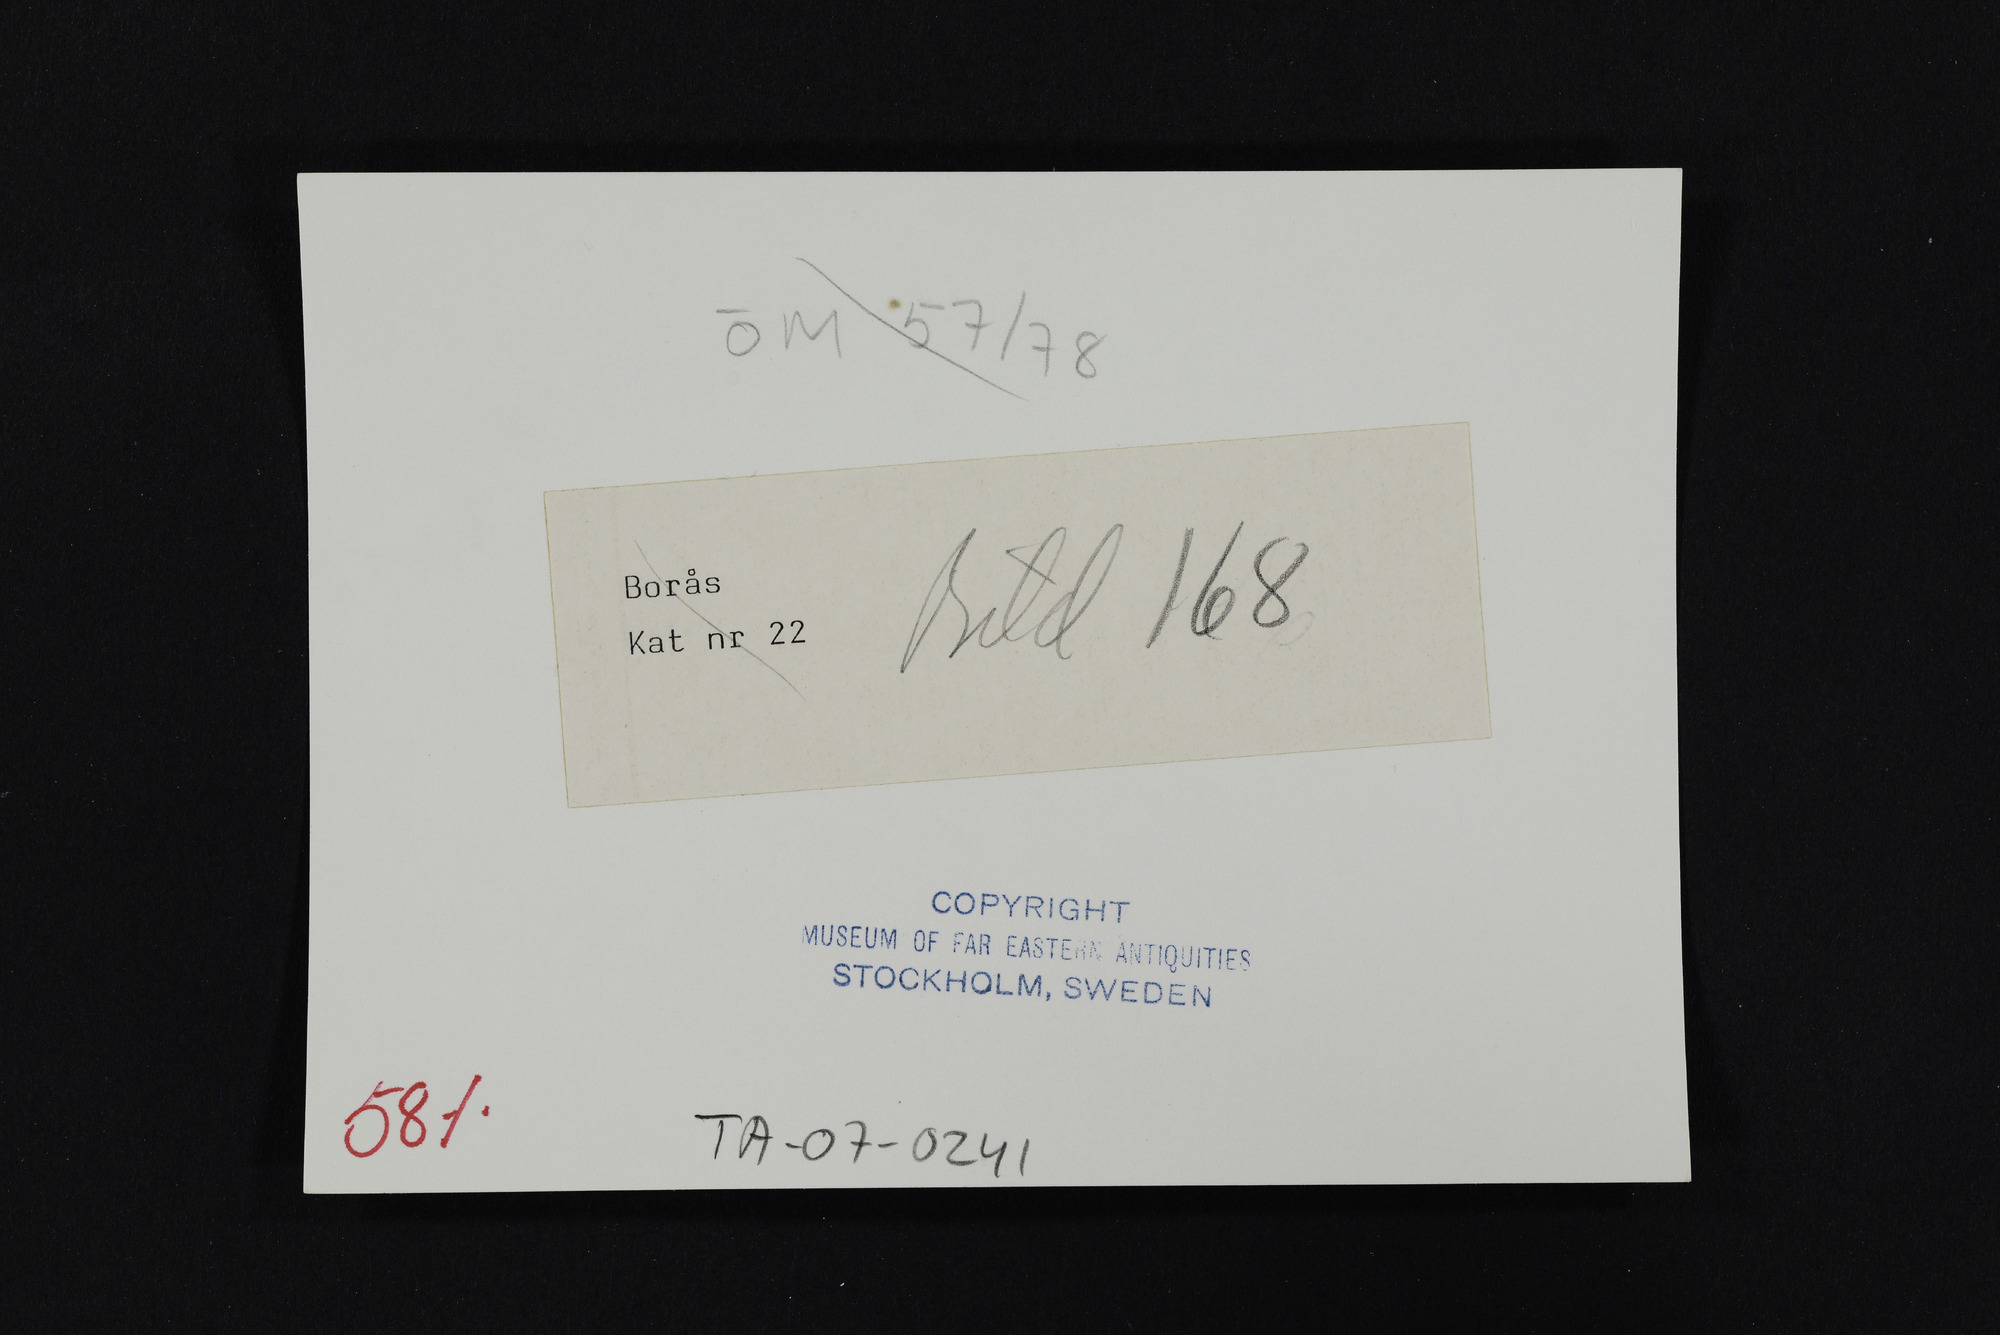 ŌM 57/78
Borås
Kat nr 22
Bild 168
COPYRIGHT
MUSEUM OF FAR EASTERN ANTIQUITIES
STOCKHOLM, SWEDEN
58%
TA-07-0241